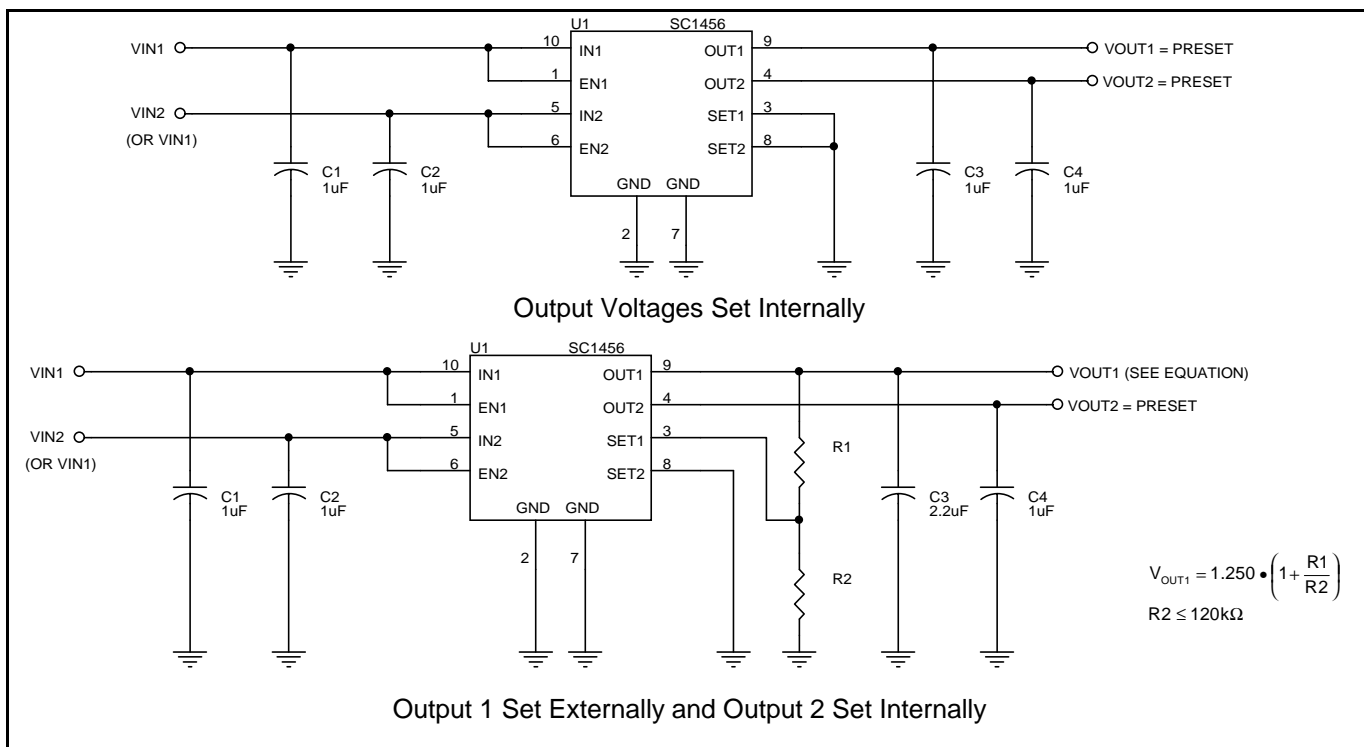 U1 SC1456
VIN1 10 IN1 OUT1 9 VOUT1 = PRESET
1 EN1 OUT2 4 VOUT2 = PRESET
VIN2 5 IN2 SET1 3
(OR VIN1) 6 EN2 SET2 8
C1 C2 C3 C4
1uF 1uF 1uF 1uF
GND GND
2 7
Output Voltages Set Internally
U1 SC1456
VIN1 10 IN1 OUT1 9 VOUT1 (SEE EQUATION)
1 EN1 OUT2 4 VOUT2 = PRESET
VIN2 5 IN2 SET1 3 R1
(OR VIN1) 6 EN2 SET2 8
C1 C2 C3 C4
1uF 1uF 2.2uF 1uF
GND GND
2 7
R2
V_OUT1 = 1.250 • (1 + R1/R2)
R2 ≤ 120kΩ
Output 1 Set Externally and Output 2 Set Internally